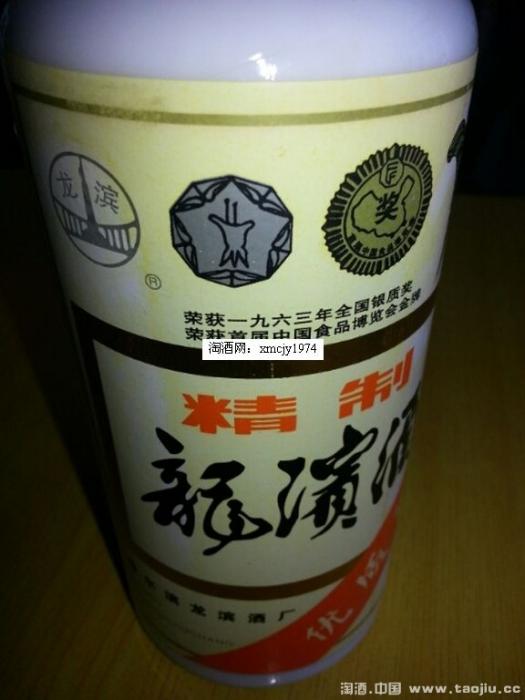 龙 滨
®
奖
荣获一九六三年全国银质奖
荣获首届中国食品博览会金牌
淘酒网：xmcjy1974
精制
龍濱酒
滨龙滨酒厂
优质
淘酒.中国 www.taojiu.cc